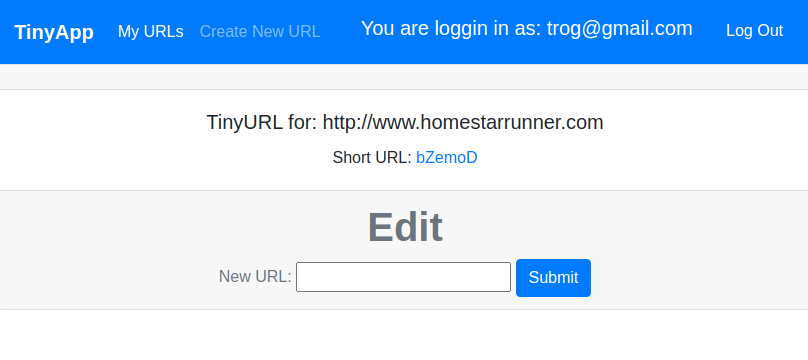 TinyApp My URLs Create New URL You are loggin in as: trog@gmail.com Log Out
TinyURL for: http://www.homestarrunner.com
Short URL: bZemoD
Edit
New URL: Submit